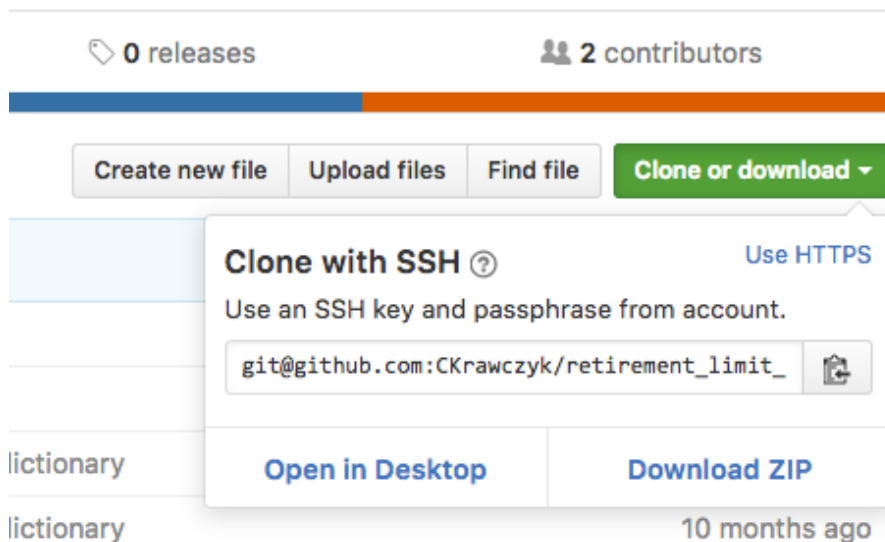 0 releases
2 contributors
Create new file
Upload files
Find file
Clone or download
Clone with SSH ?
Use HTTPS
Use an SSH key and passphrase from account.
git@github.com:CKrawczyk/retirement_limit_
lictionary
Open in Desktop
Download ZIP
lictionary
10 months ago